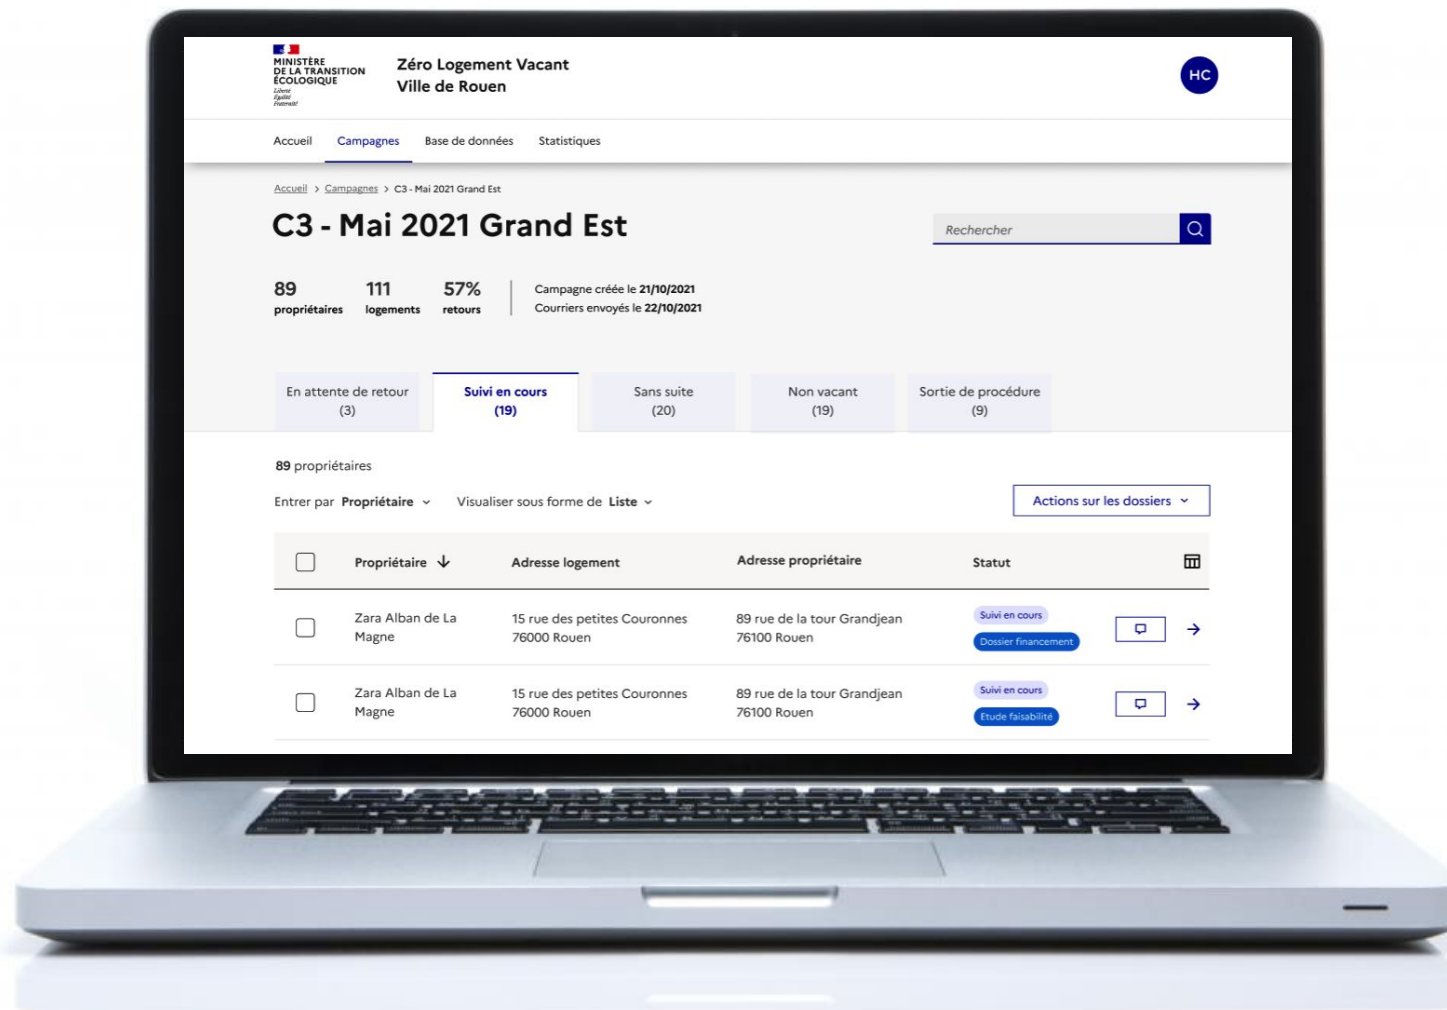 MINISTÈRE
DE LA TRANSITION
ÉCOLOGIQUE
Liberté
Égalité
Fraternité
Zéro Logement Vacant
Ville de Rouen
HC
Accueil Campagnes Base de données Statistiques
Accueil > Campagnes > C3 - Mai 2021 Grand Est
C3 - Mai 2021 Grand Est
Rechercher
89 111 57%
propriétaires logements retours
Campagne créée le 21/10/2021
Courriers envoyés le 22/10/2021
En attente de retour
(3)
Suivi en cours
(19)
Sans suite
(20)
Non vacant
(19)
Sortie de procédure
(9)
89 propriétaires
Entrer par Propriétaire Visualiser sous forme de Liste
Actions sur les dossiers
Propriétaire Adresse logement Adresse propriétaire Statut
Zara Alban de La
Magne
15 rue des petites Couronnes
76000 Rouen
89 rue de la tour Grandjean
76100 Rouen
Suivi en cours
Dossier financement
Zara Alban de La
Magne
15 rue des petites Couronnes
76000 Rouen
89 rue de la tour Grandjean
76100 Rouen
Suivi en cours
Etude faisabilité